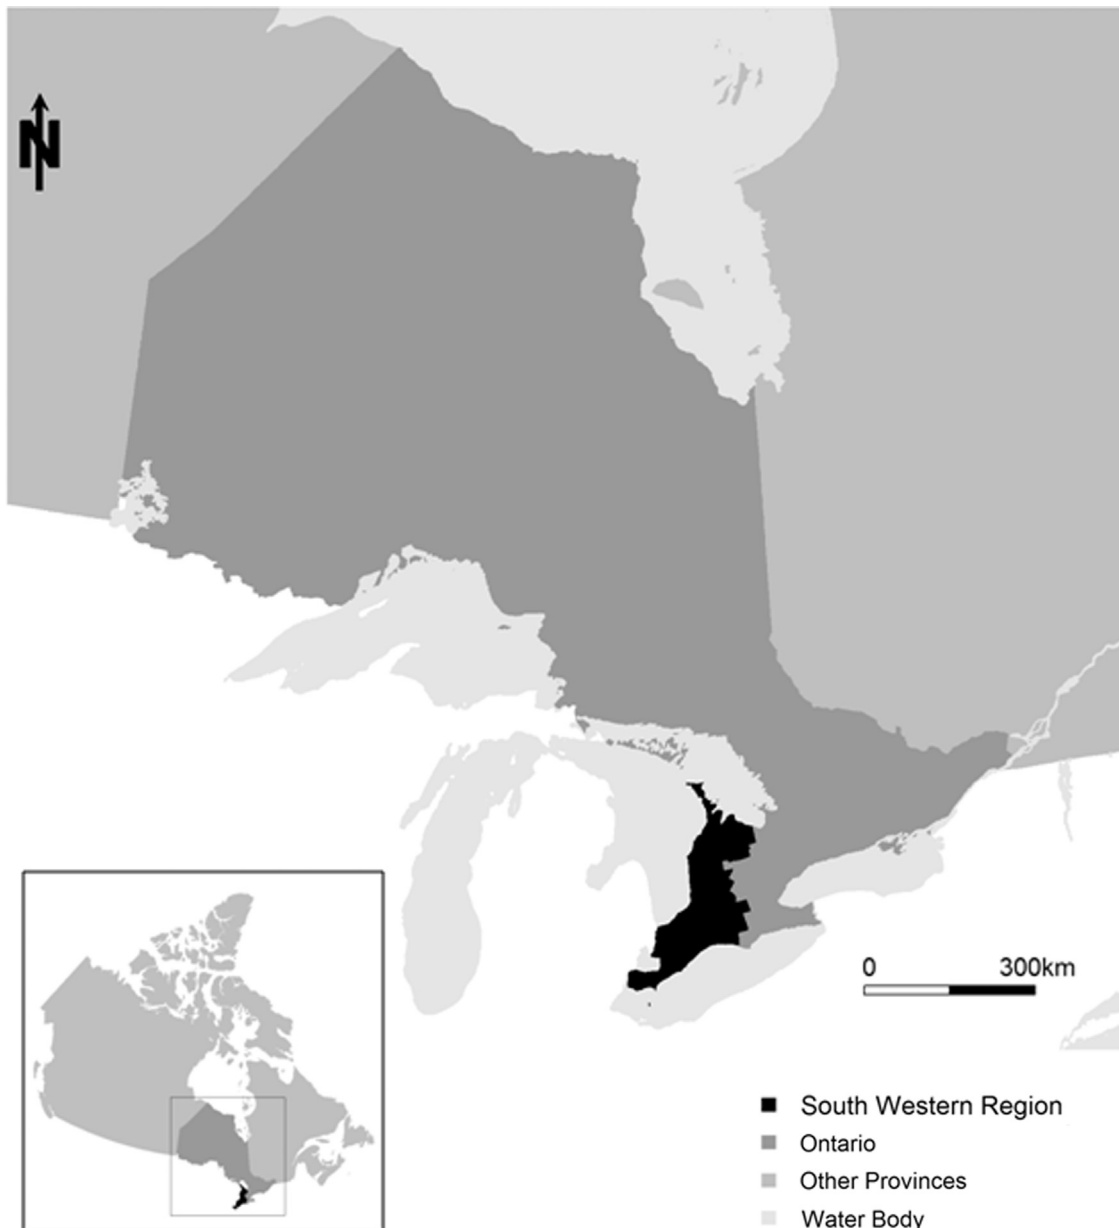 N
0 300km
South Western Region
Ontario
Other Provinces
Water Body